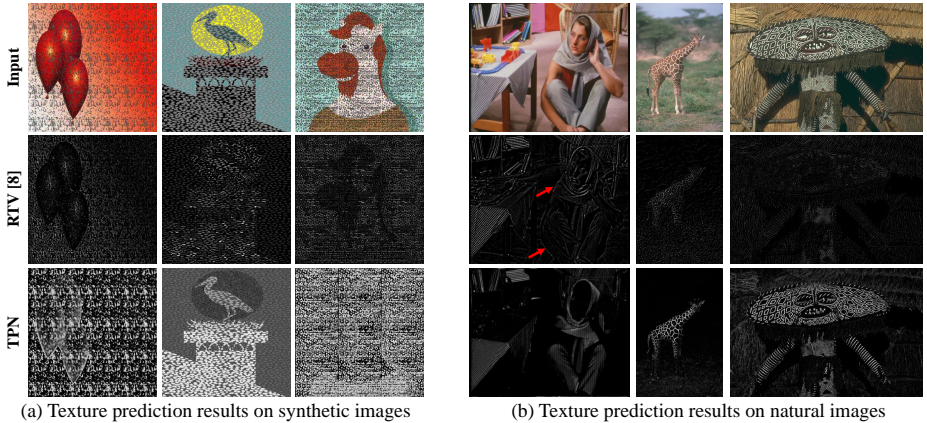 Input
RTV [8]
TPN
(a) Texture prediction results on synthetic images
(b) Texture prediction results on natural images